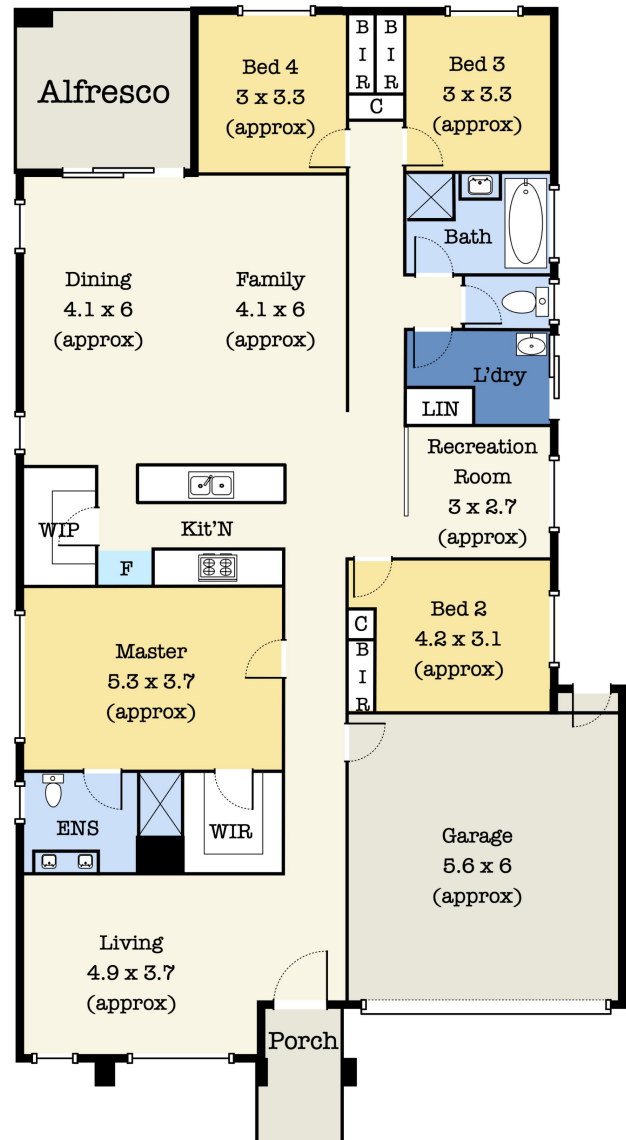 Alfresco
Bed 4
3 x 3.3
(approx)
B
I
R
B
I
R
C
Bed 3
3 x 3.3
(approx)
Bath
Dining
4.1 x 6
(approx)
Family
4.1 x 6
(approx)
L'dry
LIN
Recreation
Room
3 x 2.7
(approx)
WIP
Kit'N
F
Bed 2
4.2 x 3.1
(approx)
C
B
I
R
Master
5.3 x 3.7
(approx)
ENS
WIR
Garage
5.6 x 6
(approx)
Living
4.9 x 3.7
(approx)
Porch